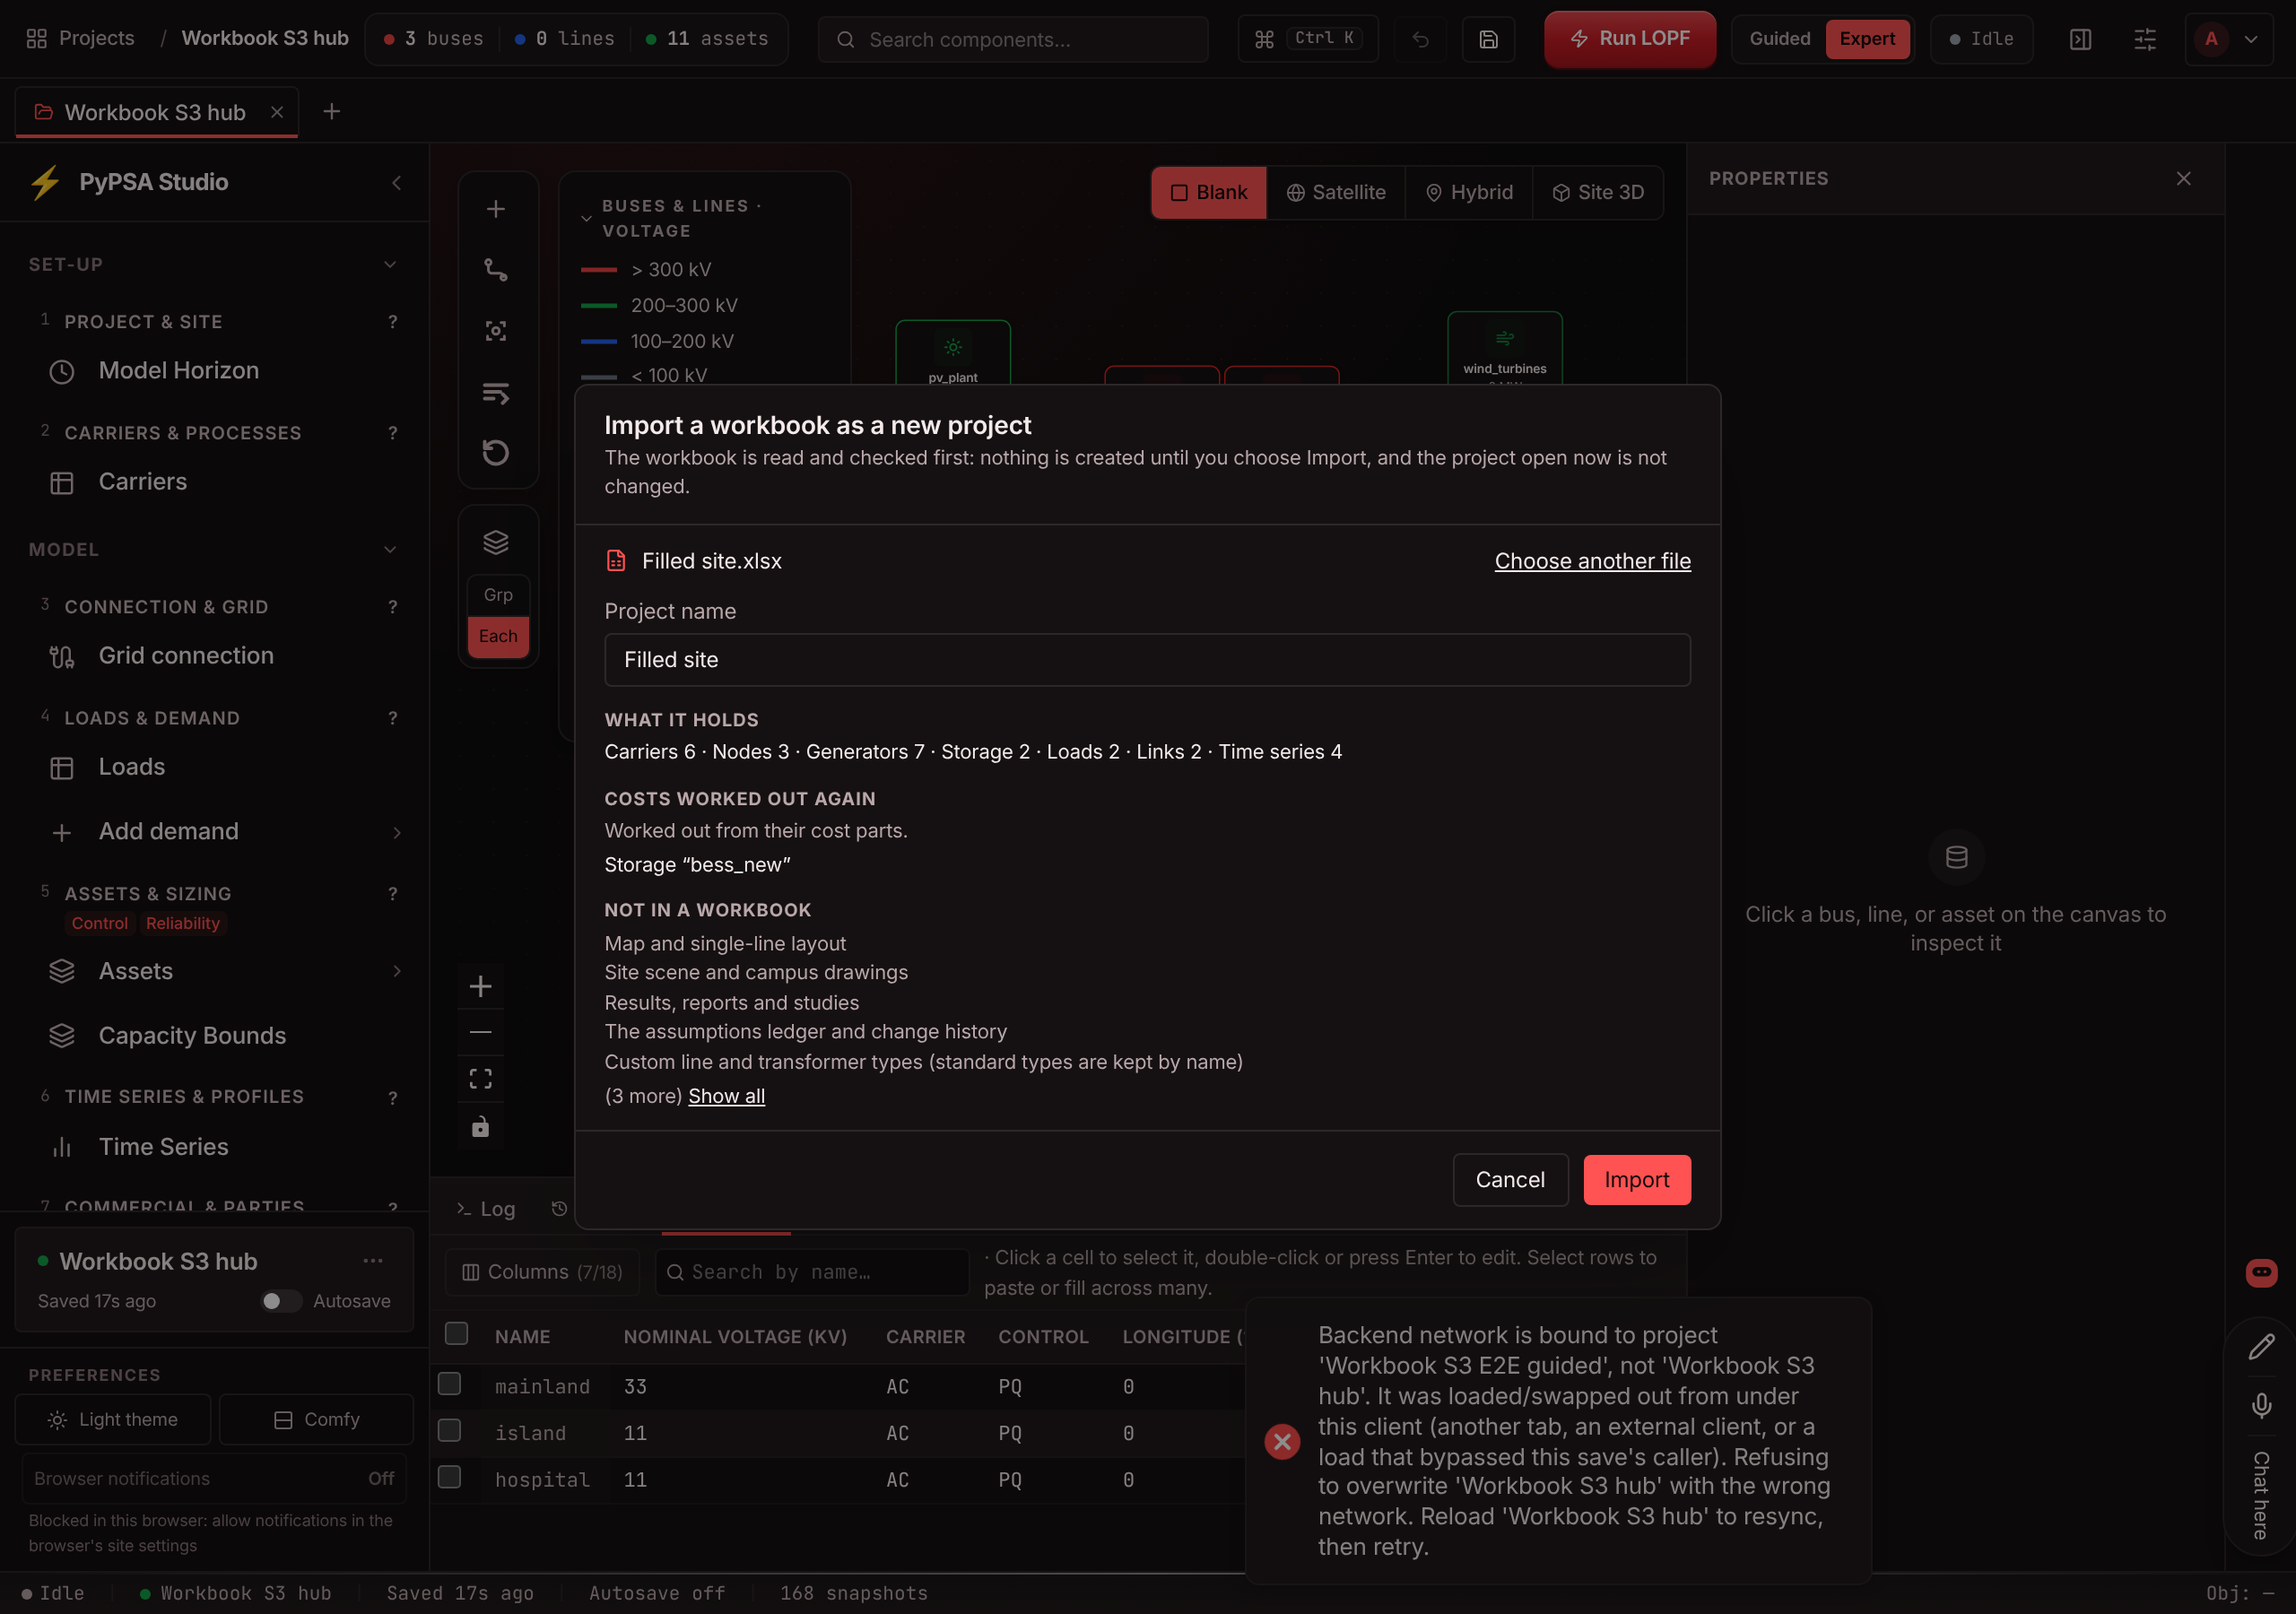 Projects / Workbook S3 hub
3 buses
0 lines
11 assets
Search components...
Ctrl K
Run LOPF
Guided
Expert
Idle
A
Workbook S3 hub
PyPSA Studio
SET-UP
1 PROJECT & SITE ?
Model Horizon
2 CARRIERS & PROCESSES ?
Carriers
MODEL
3 CONNECTION & GRID ?
Grid connection
4 LOADS & DEMAND ?
Loads
Add demand
5 ASSETS & SIZING ?
Control
Reliability
Assets
Capacity Bounds
6 TIME SERIES & PROFILES ?
Time Series
7 COMMERCIAL & PARTIES ?
Workbook S3 hub
Saved 17s ago
Autosave
PREFERENCES
Light theme
Comfy
Browser notifications
Off
Blocked in this browser: allow notifications in the
browser's site settings
Grp
Each
BUSES & LINES ·
VOLTAGE
> 300 kV
200–300 kV
100–200 kV
< 100 kV
Blank
Satellite
Hybrid
Site 3D
pv_plant
wind_turbines
PROPERTIES
Click a bus, line, or asset on the canvas to
inspect it
Import a workbook as a new project
The workbook is read and checked first: nothing is created until you choose Import, and the project open now is not
changed.
Filled site.xlsx
Choose another file
Project name
Filled site
WHAT IT HOLDS
Carriers 6 · Nodes 3 · Generators 7 · Storage 2 · Loads 2 · Links 2 · Time series 4
COSTS WORKED OUT AGAIN
Worked out from their cost parts.
Storage “bess_new”
NOT IN A WORKBOOK
Map and single-line layout
Site scene and campus drawings
Results, reports and studies
The assumptions ledger and change history
Custom line and transformer types (standard types are kept by name)
(3 more) Show all
Cancel
Import
Log
Columns (7/18)
Search by name…
· Click a cell to select it, double-click or press Enter to edit. Select rows to
paste or fill across many.
NAME NOMINAL VOLTAGE (KV) CARRIER CONTROL LONGITUDE (
mainland 33 AC PQ 0
island 11 AC PQ 0
hospital 11 AC PQ 0
Backend network is bound to project
'Workbook S3 E2E guided', not 'Workbook S3
hub'. It was loaded/swapped out from under
this client (another tab, an external client, or a
load that bypassed this save's caller). Refusing
to overwrite 'Workbook S3 hub' with the wrong
network. Reload 'Workbook S3 hub' to resync,
then retry.
Chat here
Idle
Workbook S3 hub
Saved 17s ago
Autosave off
168 snapshots
Obj: —